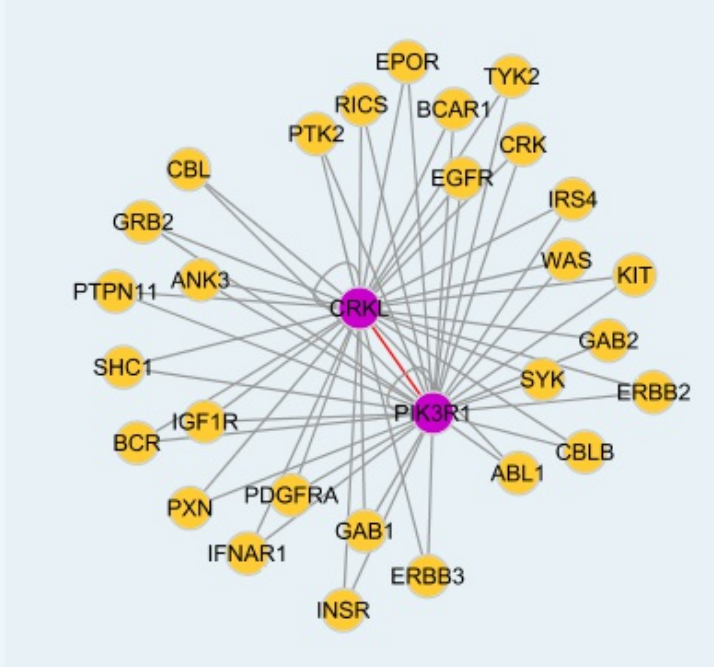 EPOR
TYK2
RICS
BCAR1
PTK2
CRK
CBL
EGFR
IRS4
GRB2
WAS
KIT
ANK3
PTPN11
CRKL
GAB2
SHC1
SYK
ERBB2
PIK3R1
IGF1R
BCR
CBLB
ABL1
PDGFRA
PXN
GAB1
IFNAR1
ERBB3
INSR